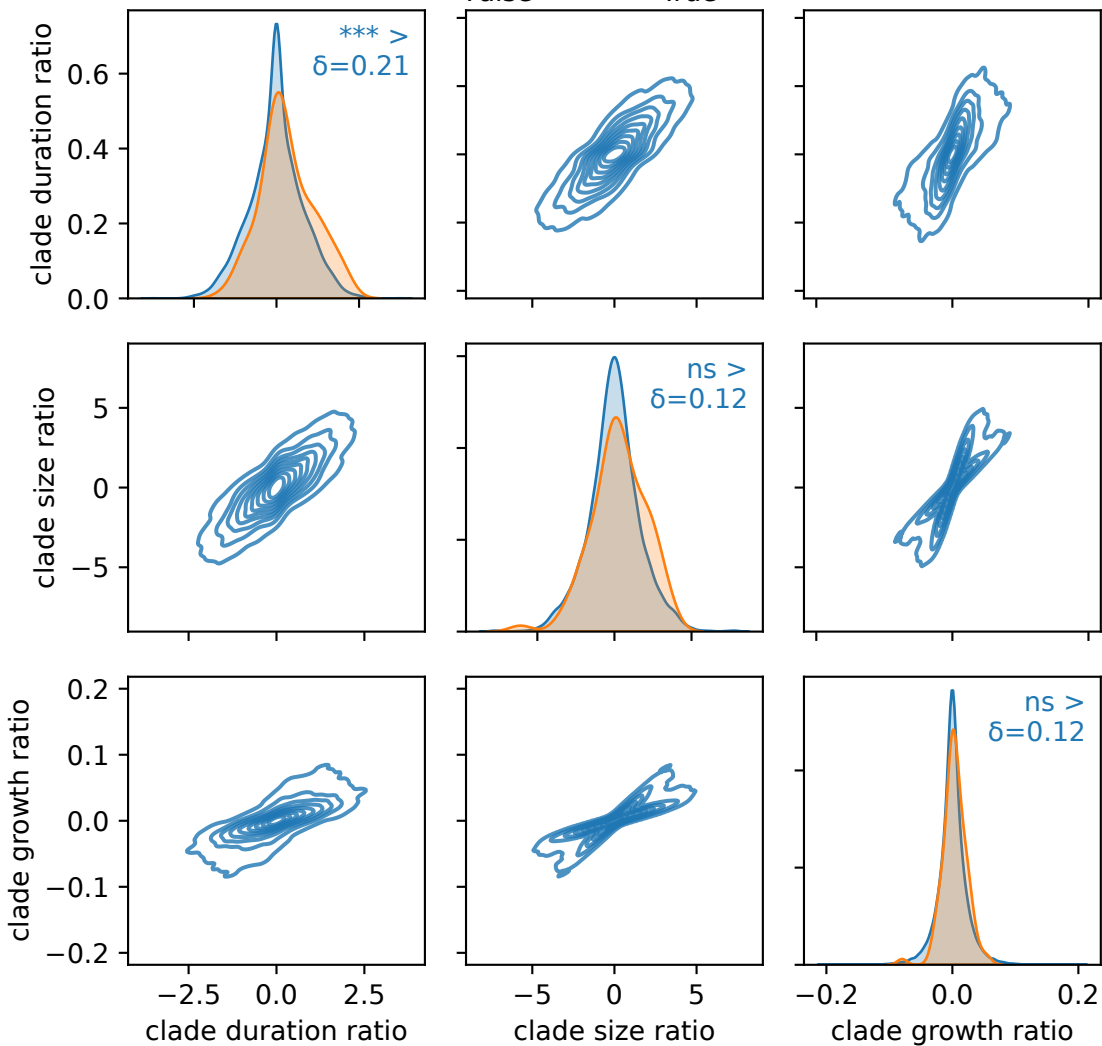 clade duration ratio
0.6
0.4
0.2
0.0
*** >
δ=0.21
clade size ratio
5
0
−5
ns >
δ=0.12
clade growth ratio
0.2
0.1
0.0
−0.1
−0.2
ns >
δ=0.12
−2.5 0.0 2.5
clade duration ratio
−5 0 5
clade size ratio
−0.2 0.0 0.2
clade growth ratio